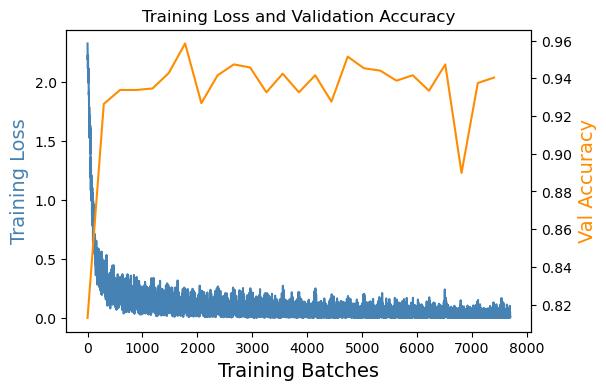 Training Loss and Validation Accuracy
Training Loss
2.0
1.5
1.0
0.5
0.0
0.96
0.94
0.92
0.90
0.88
0.86
0.84
0.82
Val Accuracy
0 1000 2000 3000 4000 5000 6000 7000 8000
Training Batches